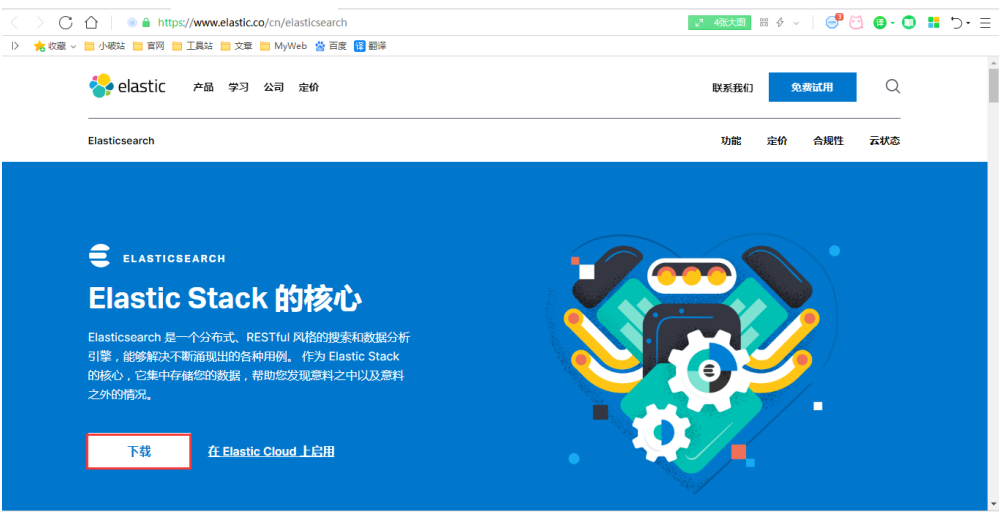 https://www.elastic.co/cn/elasticsearch
4张大图
3
译
收藏 小破站 官网 工具站 文章 MyWeb 百度 译 翻译
elastic 产品 学习 公司 定价 联系我们 免费试用
Elasticsearch 功能 定价 合规性 云状态
ELASTICSEARCH
Elastic Stack 的核心
Elasticsearch 是一个分布式、RESTful 风格的搜索和数据分析
引擎，能够解决不断涌现出的各种用例。 作为 Elastic Stack
的核心，它集中存储您的数据，帮助您发现意料之中以及意料
之外的情况。
下载 在 Elastic Cloud 上启用